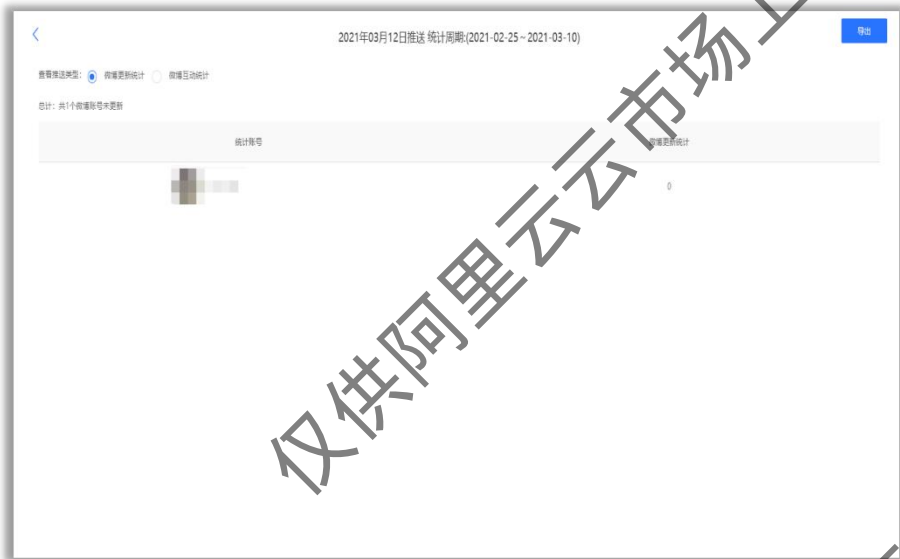 2021年03月12日推送 统计周期:(2021-02-25~2021-03-10)
导出
查看推送类型: 微博更新统计 微博互动统计
总计: 共1个微博账号未更新
统计账号 微博更新统计
0
仅供阿里云云市场上